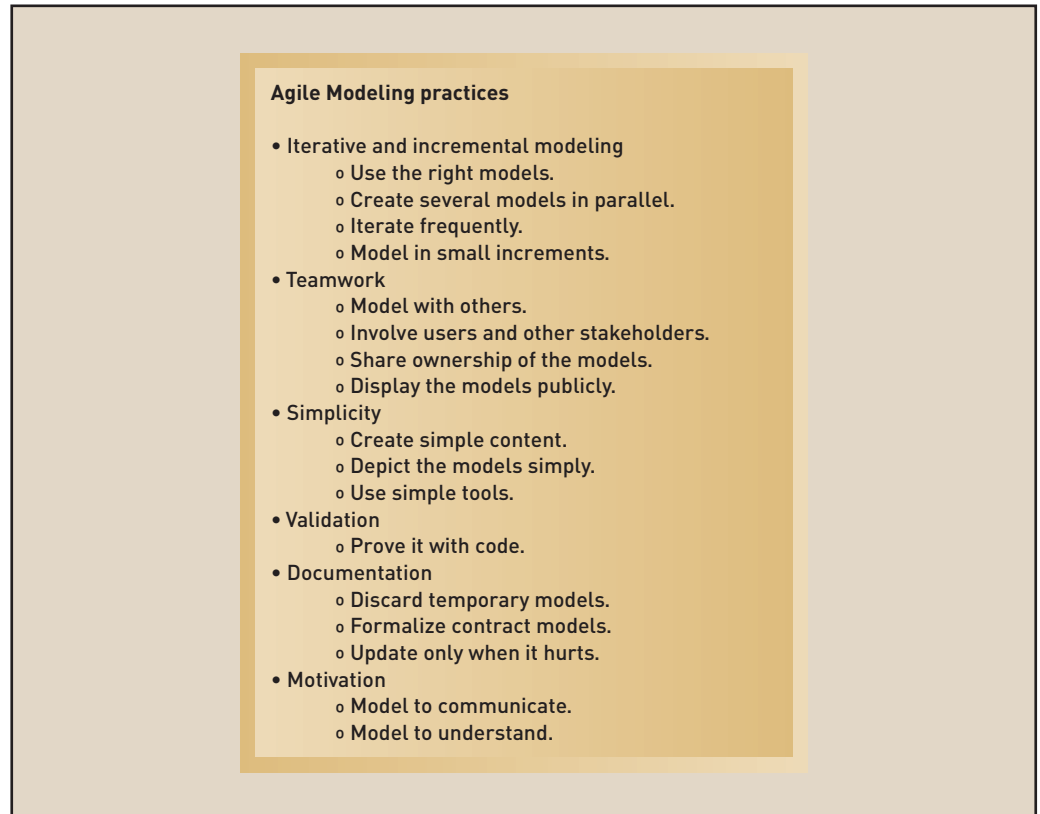 Agile Modeling practices
• Iterative and incremental modeling
o Use the right models.
o Create several models in parallel.
o Iterate frequently.
o Model in small increments.
• Teamwork
o Model with others.
o Involve users and other stakeholders.
o Share ownership of the models.
o Display the models publicly.
• Simplicity
o Create simple content.
o Depict the models simply.
o Use simple tools.
• Validation
o Prove it with code.
• Documentation
o Discard temporary models.
o Formalize contract models.
o Update only when it hurts.
• Motivation
o Model to communicate.
o Model to understand.